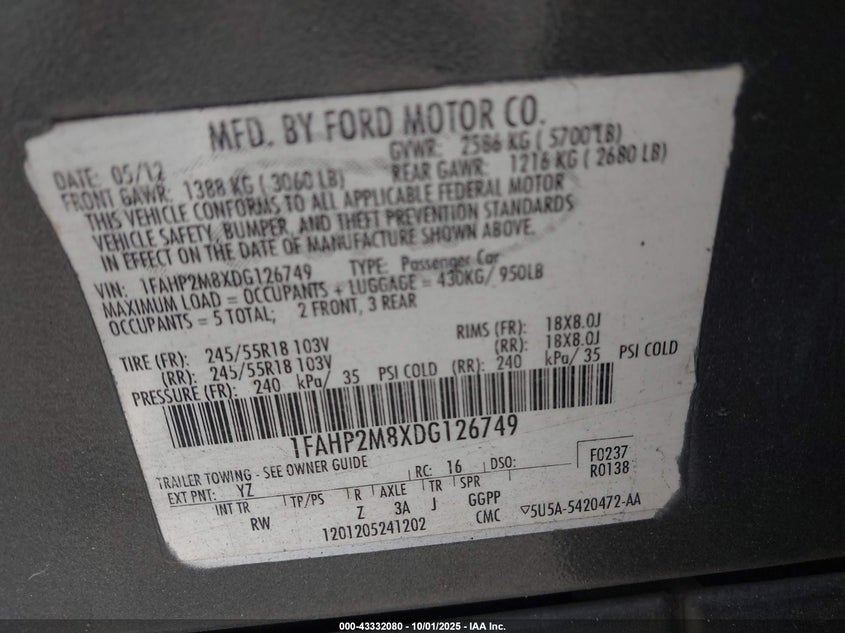 MFD. BY FORD MOTOR CO.
DATE: 05/12 GVWR: 2586 KG ( 5700 LB)
FRONT GAWR: 1388 KG ( 3060 LB) REAR GAWR: 1216 KG ( 2680 LB)
THIS VEHICLE CONFORMS TO ALL APPLICABLE FEDERAL MOTOR
VEHICLE SAFETY, BUMPER, AND THEFT PREVENTION STANDARDS
IN EFFECT ON THE DATE OF MANUFACTURE SHOWN ABOVE.
VIN: 1FAHP2M8XDG126749 TYPE: Passenger Car
MAXIMUM LOAD = OCCUPANTS + LUGGAGE = 430KG/ 950LB
OCCUPANTS = 5 TOTAL; 2 FRONT, 3 REAR
TIRE (FR): 245/55R18 103V RIMS (FR): 18X8.0J
(RR): 245/55R18 103V (RR): 18X8.0J
PRESSURE (FR): 240 kPa/ 35 PSI COLD (RR): 240 kPa/ 35 PSI COLD
1FAHP2M8XDG126749
TRAILER TOWING - SEE OWNER GUIDE RC: 16 DSO: F0237
EXT PNT: YZ R0138
INT TR TP/PS R AXLE TR SPR
RW Z 3A J GGPP
1201205241202 CMC ▽5U5A-5420472-AA
000-43332080 - 10/01/2025 - IAA Inc.